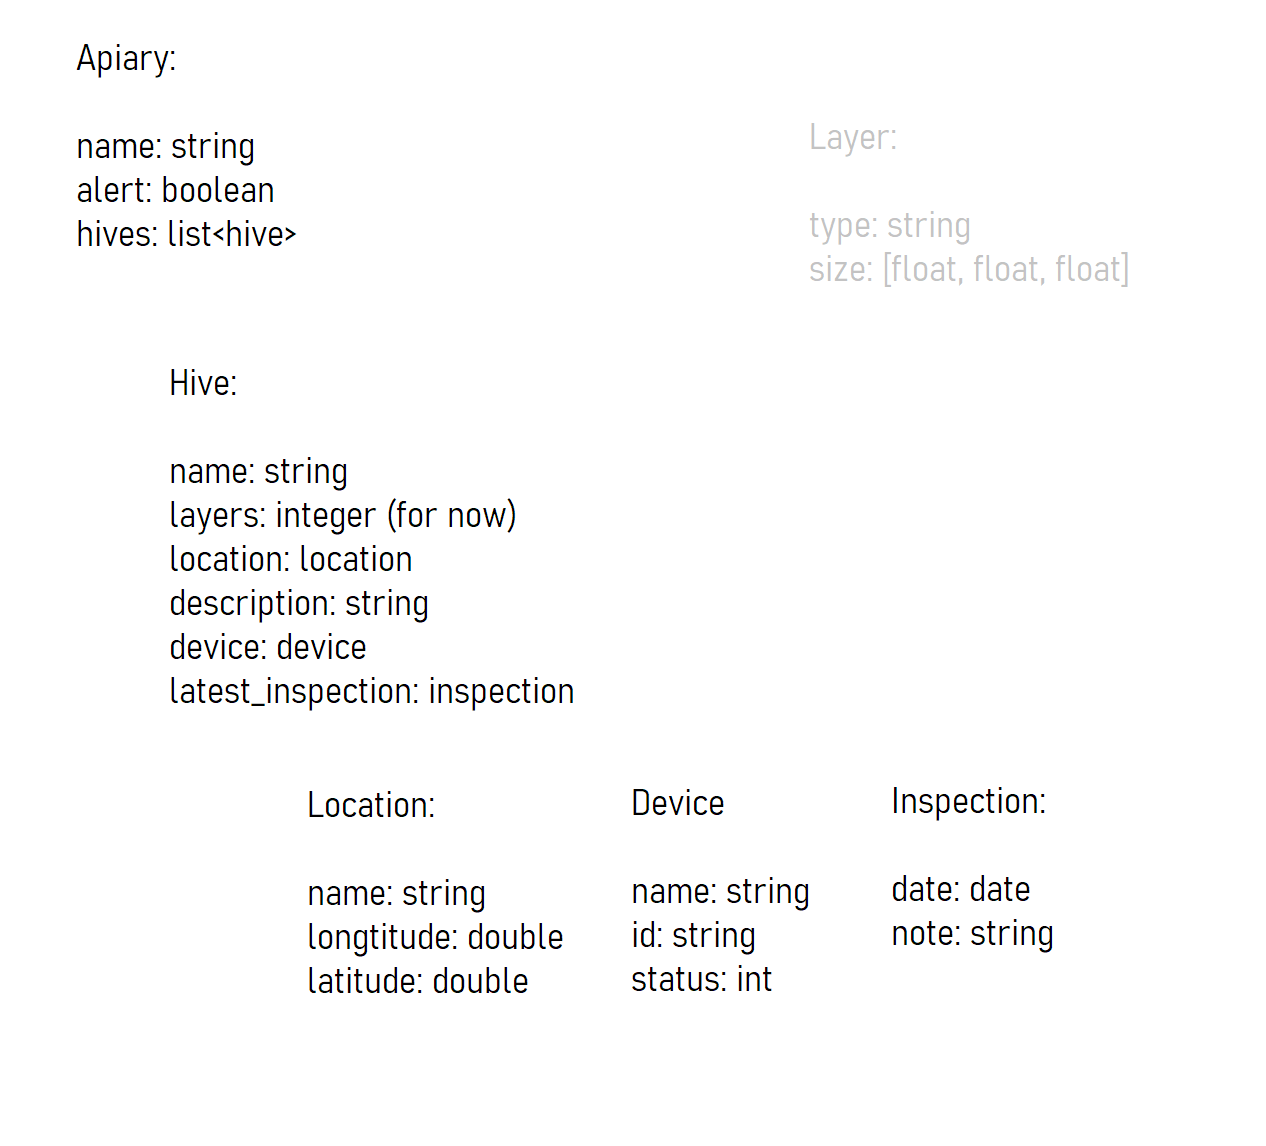 Apiary:
name: string
alert: boolean
hives: list<hive>
Layer:
type: string
size: [float, float, float]
Hive:
name: string
layers: integer (for now)
location: location
description: string
device: device
latest_inspection: inspection
Location:
name: string
longtitude: double
latitude: double
Device
name: string
id: string
status: int
Inspection:
date: date
note: string